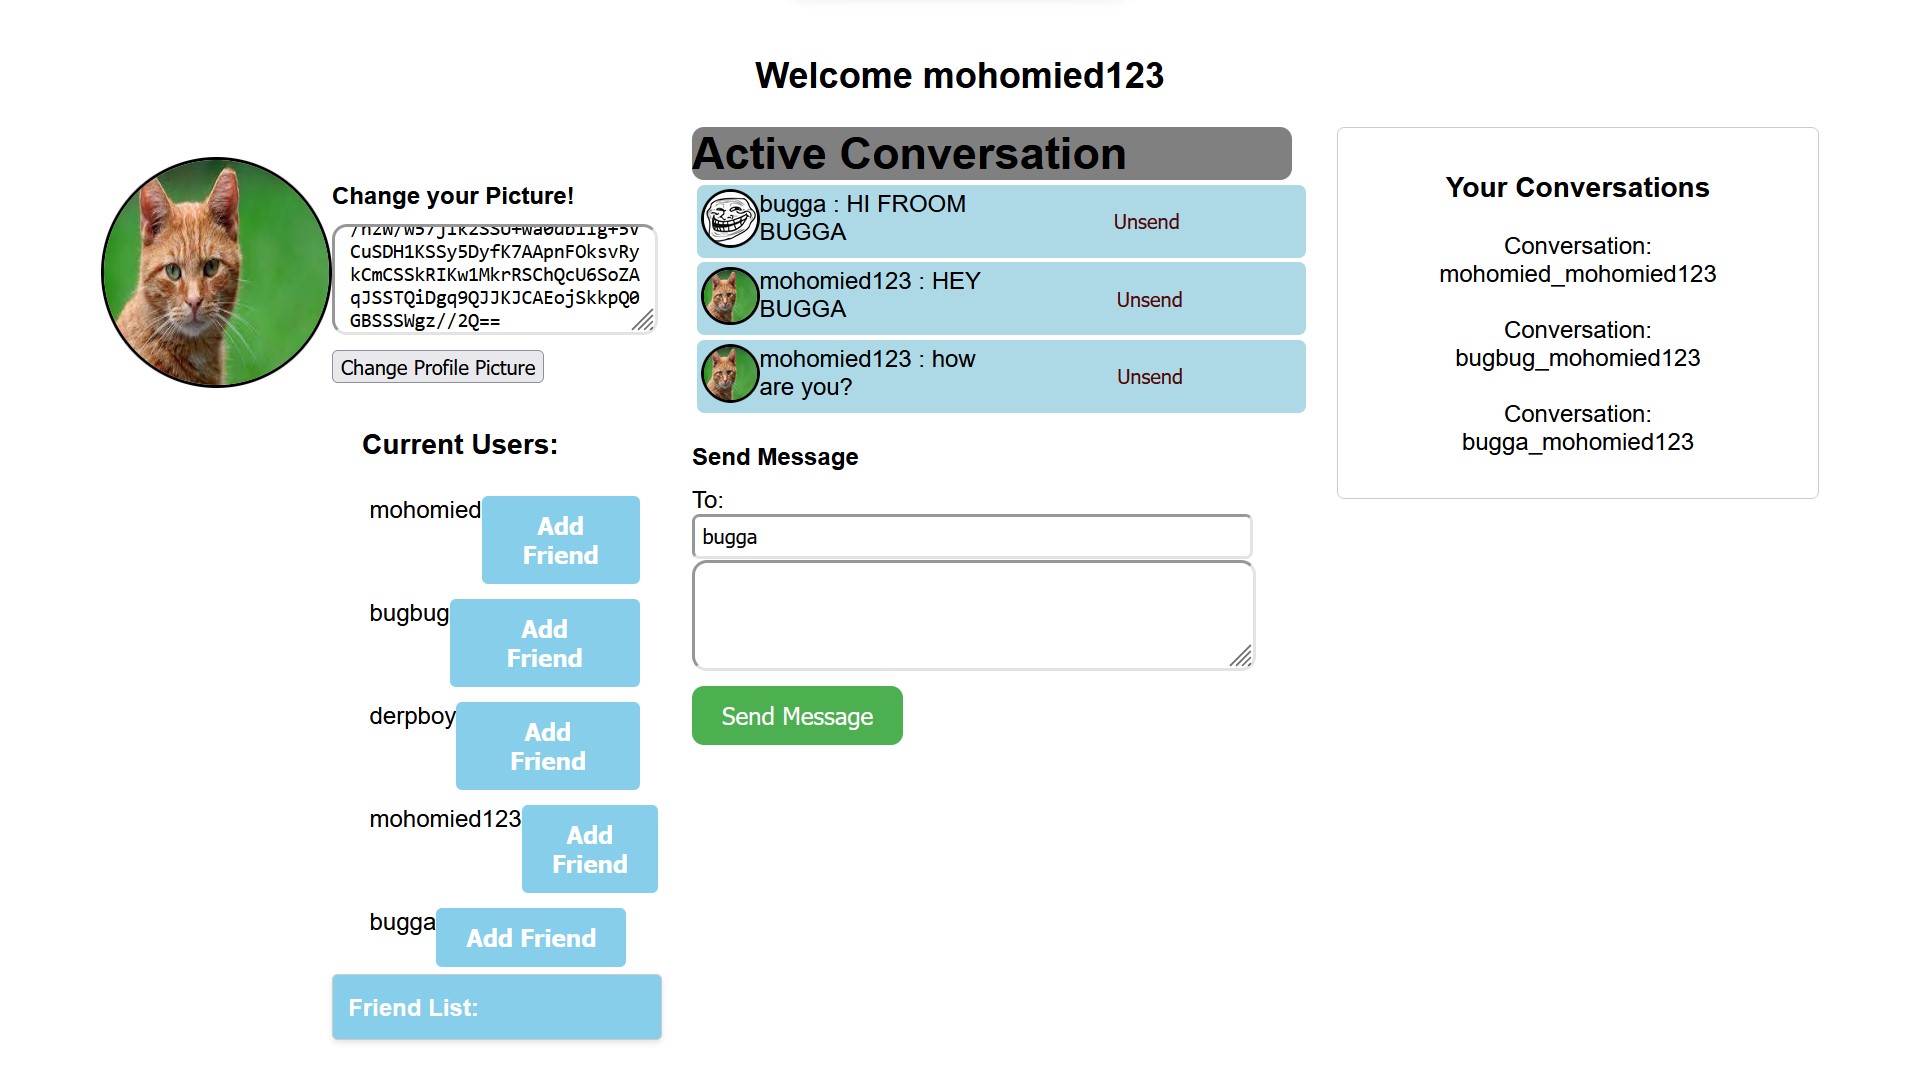 Welcome mohomied123
Change your Picture!
CuSDH1KSSy5DyfK7AApnFOksvRy
kCmCSSkRIKw1MkrRSChQcU6SoZA
qJSSTQiDgq9QJJKJCAEojSkkpQ0
GBSSSWgz//2Q==
Change Profile Picture
Current Users:
mohomied
Add
Friend
bugbug
Add
Friend
derpboy
Add
Friend
mohomied123
Add
Friend
bugga
Add Friend
Friend List:
Active Conversation
bugga : HI FROOM
BUGGA
Unsend
mohomied123 : HEY
BUGGA
Unsend
mohomied123 : how
are you?
Unsend
Send Message
To:
bugga
Send Message
Your Conversations
Conversation:
mohomied_mohomied123
Conversation:
bugbug_mohomied123
Conversation:
bugga_mohomied123